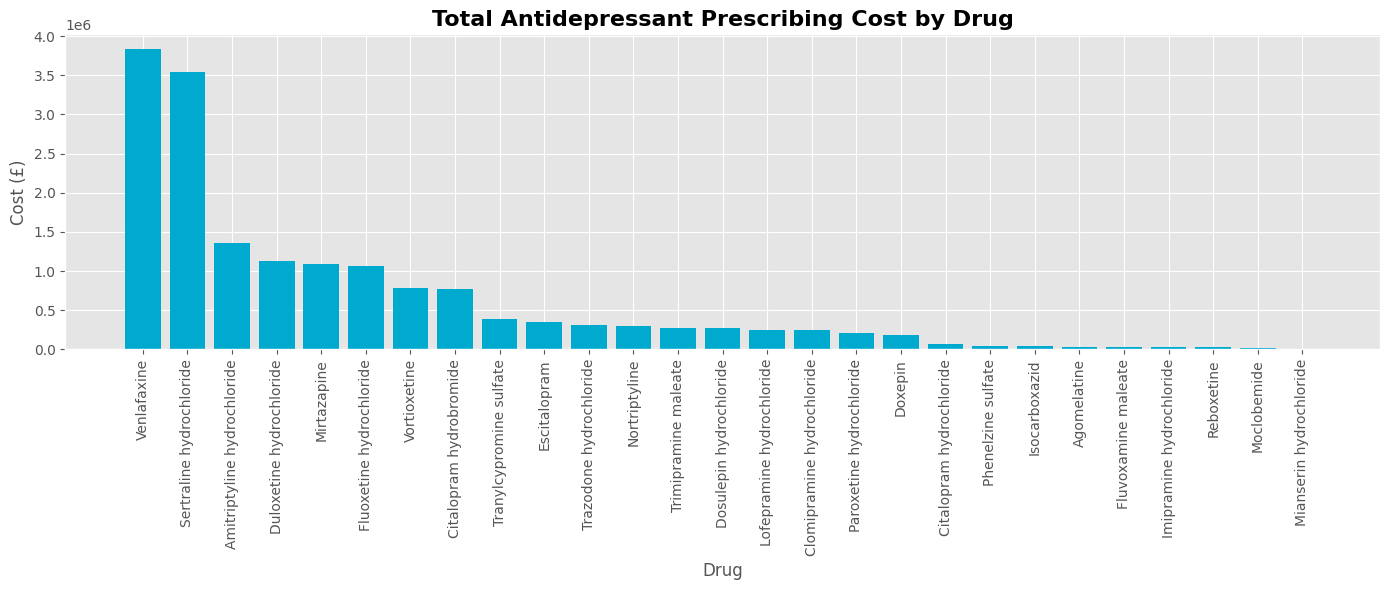 Total Antidepressant Prescribing Cost by Drug
1e6
4.0
3.5
3.0
2.5
2.0
1.5
1.0
0.5
0.0
Cost (£)
Venlafaxine
Sertraline hydrochloride
Amitriptyline hydrochloride
Duloxetine hydrochloride
Mirtazapine
Fluoxetine hydrochloride
Vortioxetine
Citalopram hydrobromide
Tranylcypromine sulfate
Escitalopram
Trazodone hydrochloride
Nortriptyline
Trimipramine maleate
Dosulepin hydrochloride
Lofepramine hydrochloride
Clomipramine hydrochloride
Paroxetine hydrochloride
Doxepin
Citalopram hydrochloride
Phenelzine sulfate
Isocarboxazid
Agomelatine
Fluvoxamine maleate
Imipramine hydrochloride
Reboxetine
Moclobemide
Mianserin hydrochloride
Drug